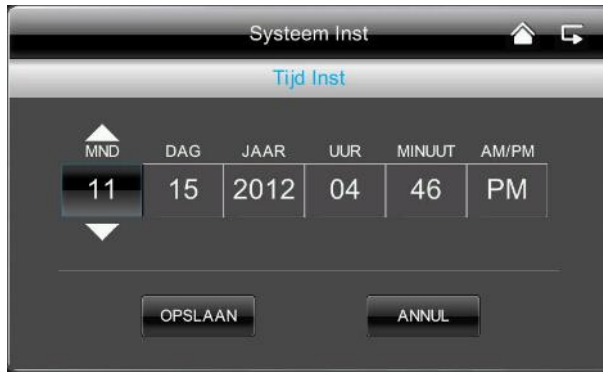 Systeem Inst
Tijd Inst
MND DAG JAAR UUR MINUUT AM/PM
11 15 2012 04 46 PM
OPSLAAN ANNUL